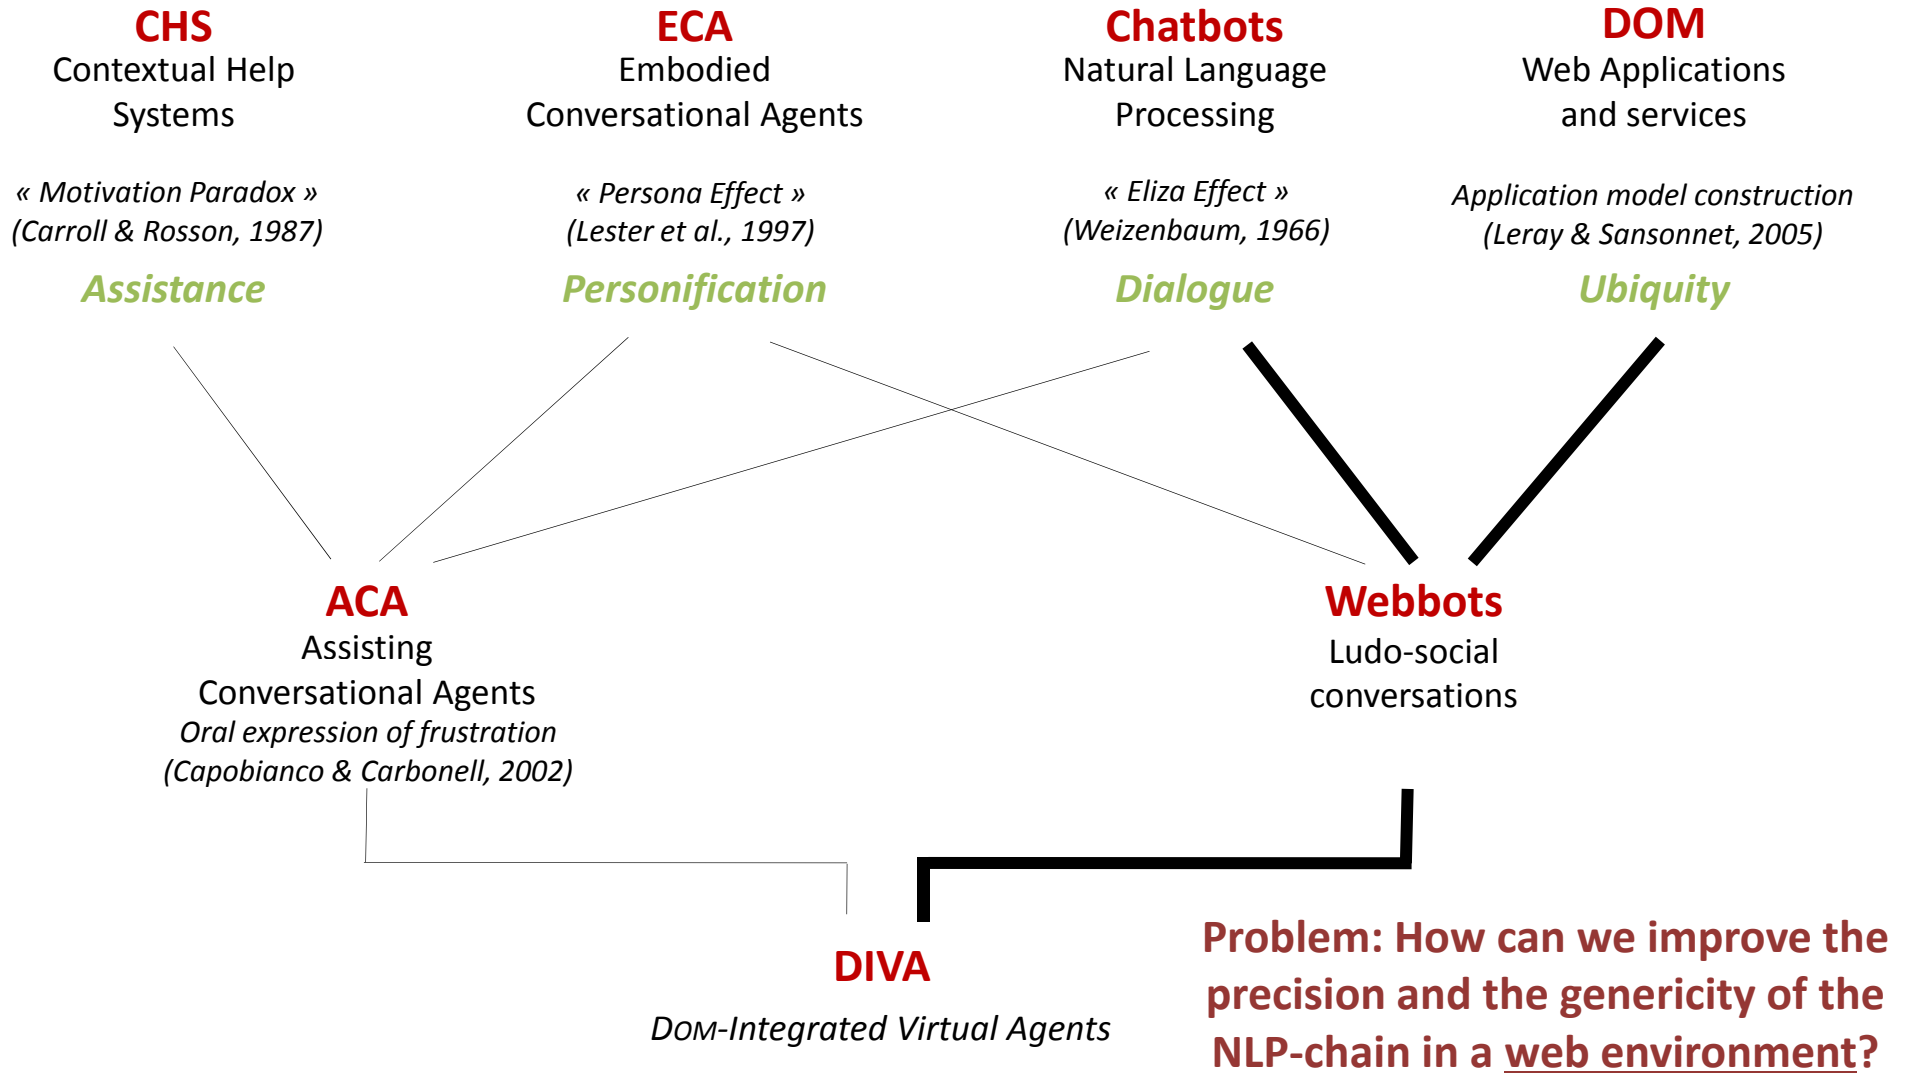 CHS
Contextual Help
Systems
« Motivation Paradox »
(Carroll & Rosson, 1987)
Assistance
ECA
Embodied
Conversational Agents
« Persona Effect »
(Lester et al., 1997)
Personification
Chatbots
Natural Language
Processing
« Eliza Effect »
(Weizenbaum, 1966)
Dialogue
DOM
Web Applications
and services
Application model construction
(Leray & Sansonnet, 2005)
Ubiquity
ACA
Assisting
Conversational Agents
Oral expression of frustration
(Capobianco & Carbonell, 2002)
Webbots
Ludo-social
conversations
DIVA
DOM-Integrated Virtual Agents
Problem: How can we improve the
precision and the genericity of the
NLP-chain in a web environment?